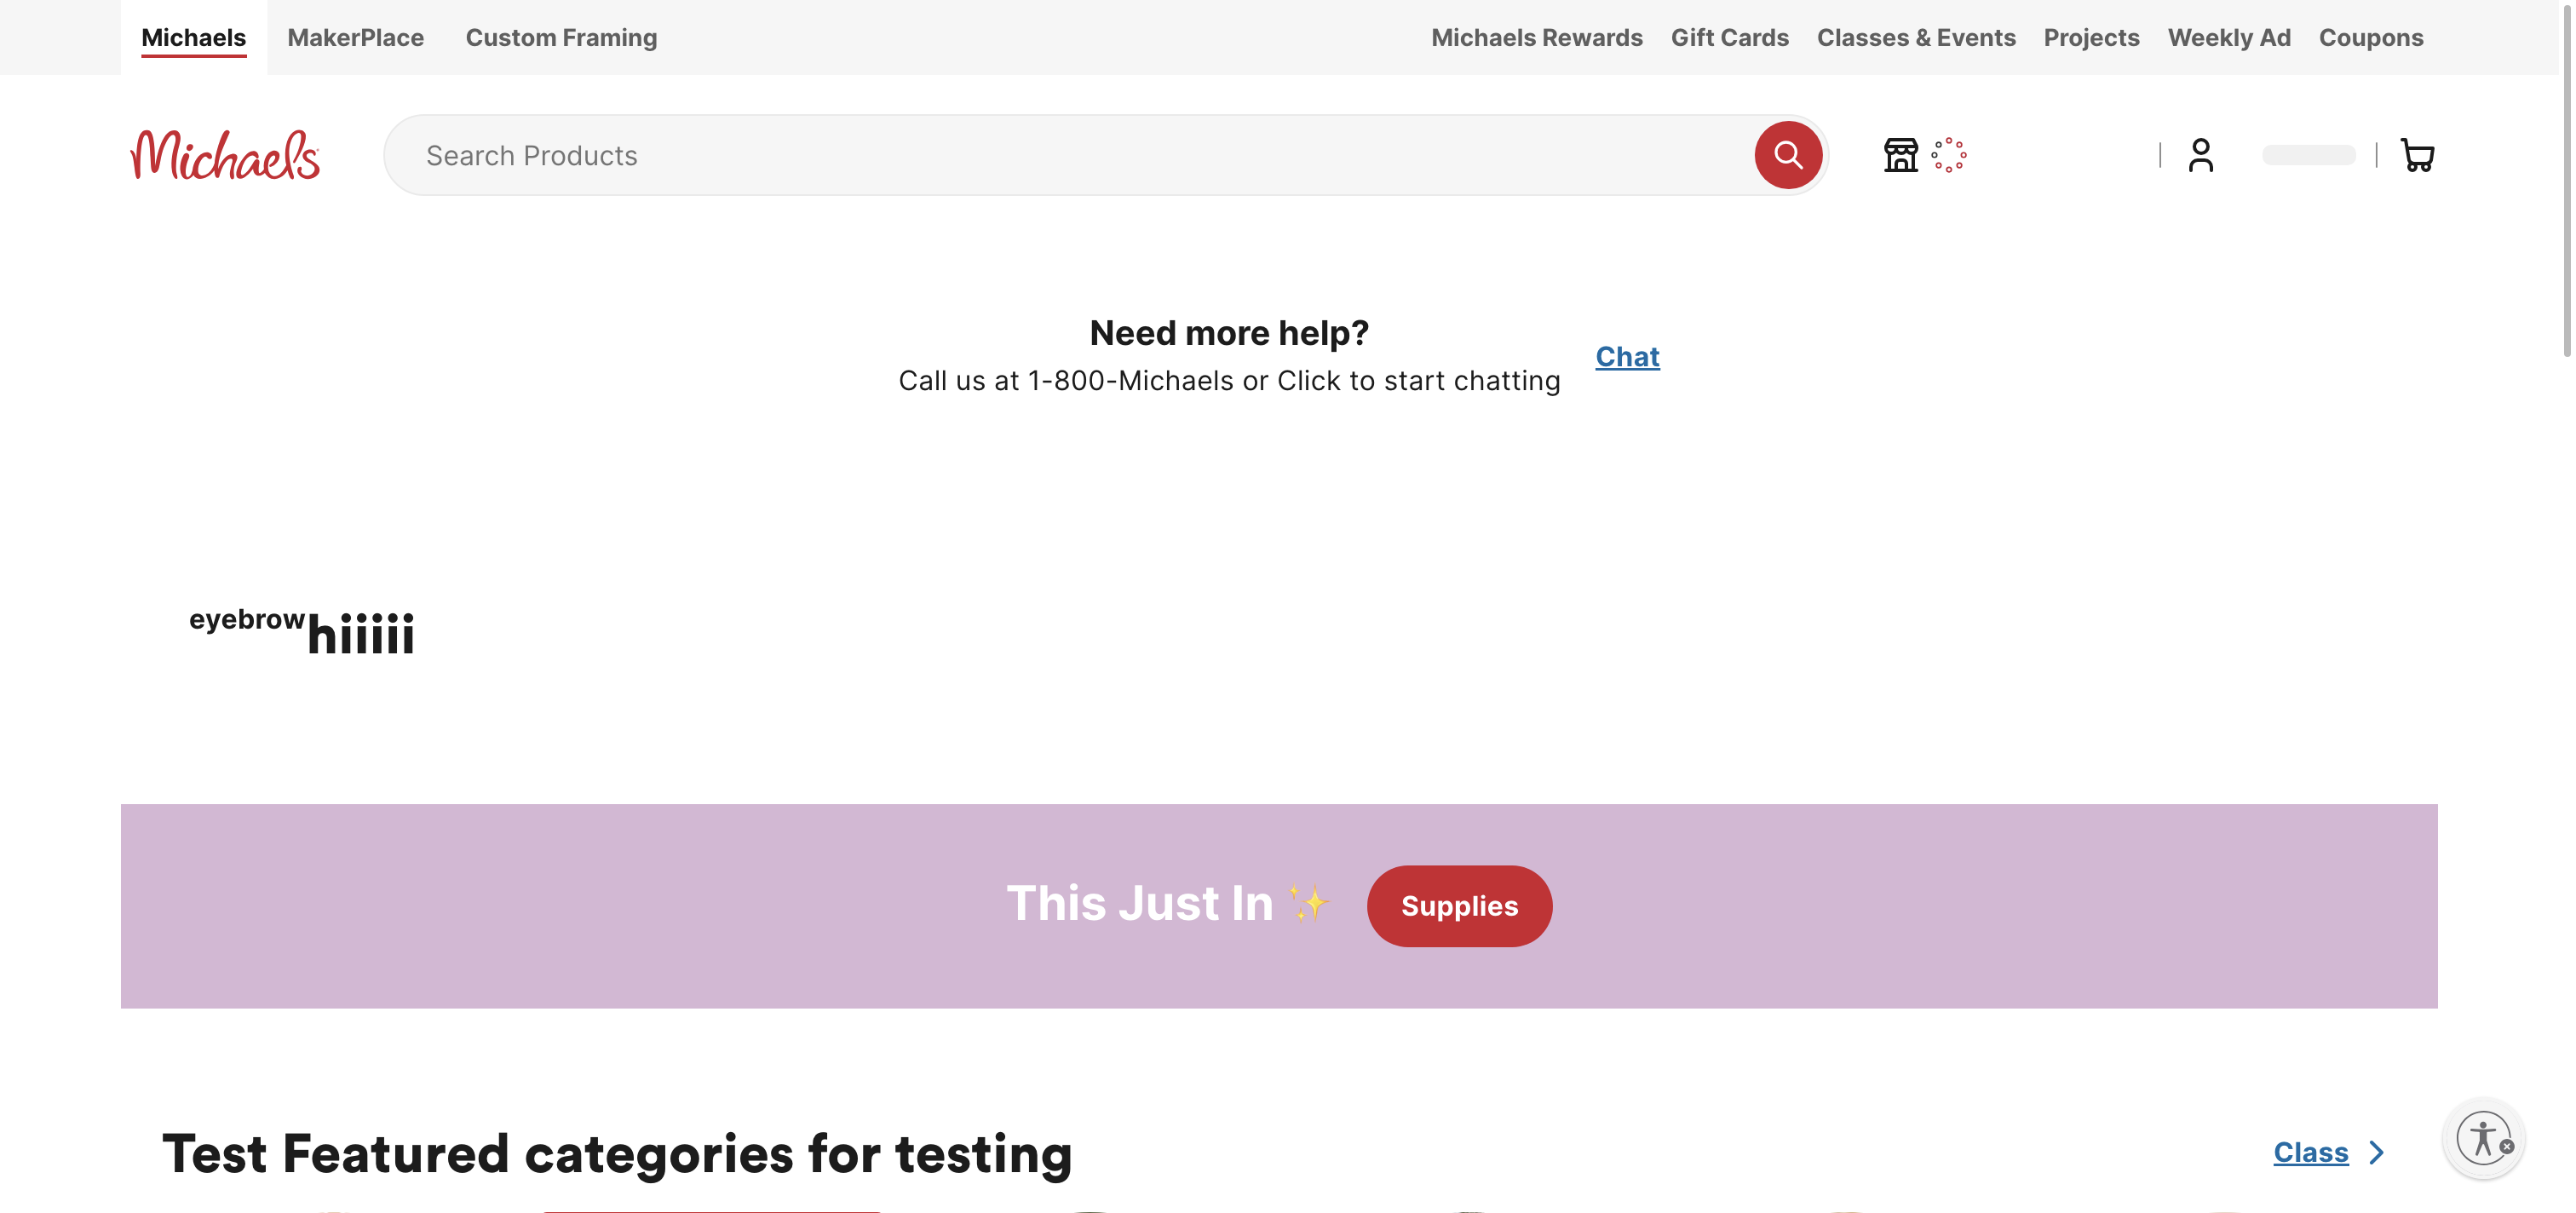 Michaels MakerPlace Custom Framing Michaels Rewards Gift Cards Classes & Events Projects Weekly Ad Coupons
Michaels Search Products
Need more help?
Call us at 1-800-Michaels or Click to start chatting
Chat
eyebrow hiiiii
This Just In ✨ Supplies
Test Featured categories for testing Class